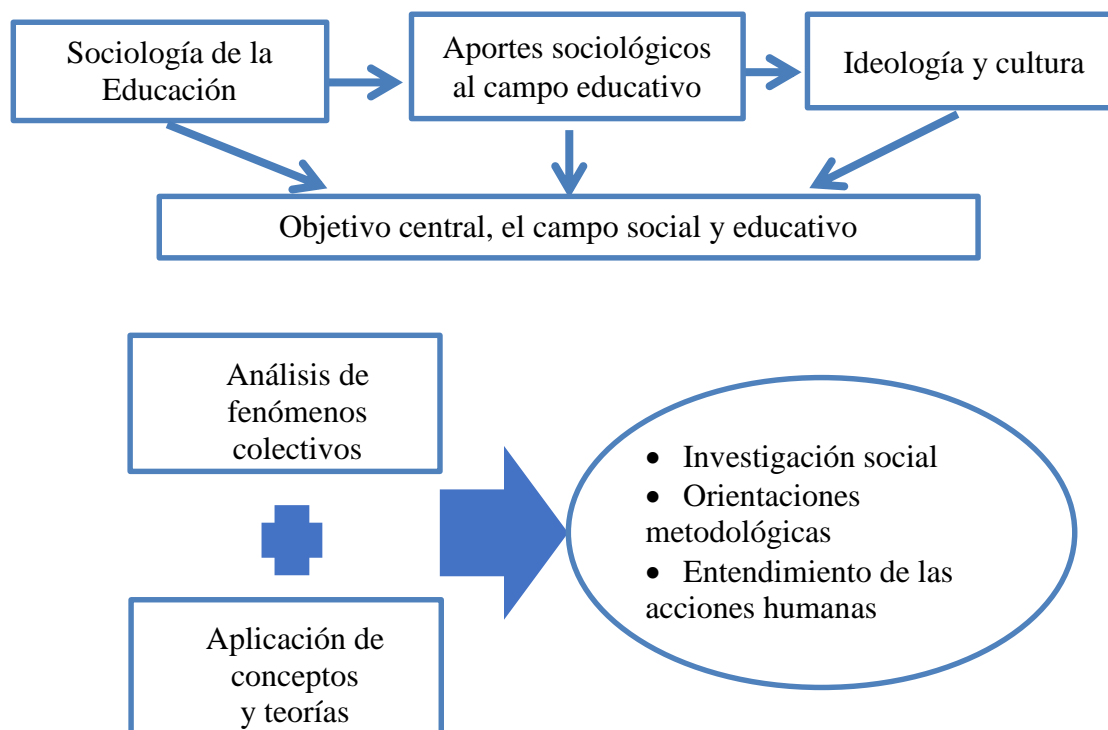 Sociología de la
Educación
Aportes sociológicos
al campo educativo
Ideología y cultura
Objetivo central, el campo social y educativo
Análisis de
fenómenos
colectivos
• Investigación social
• Orientaciones
metodológicas
• Entendimiento de las
acciones humanas
Aplicación de
conceptos
y teorías